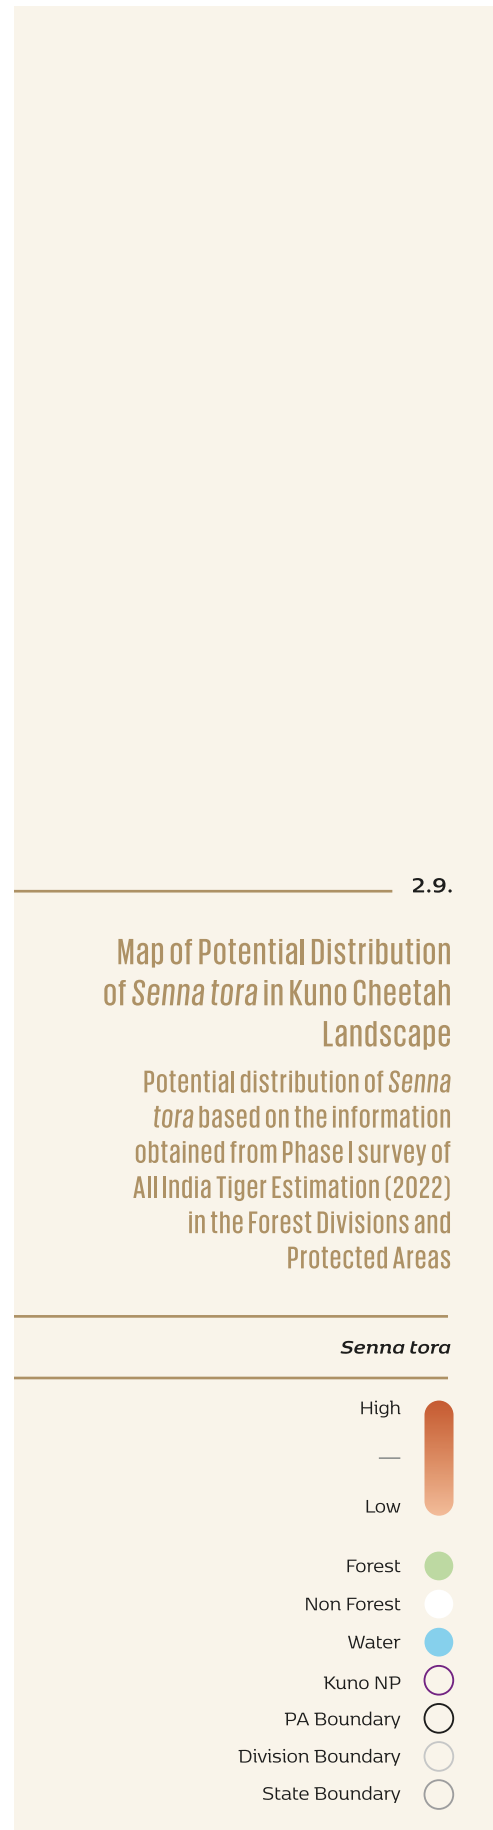 2.9.
Map of Potential Distribution
of Senna tora in Kuno Cheetah
Landscape
Potential distribution of Senna
tora based on the information
obtained from Phase I survey of
All India Tiger Estimation (2022)
in the Forest Divisions and
Protected Areas
Senna tora
High
—
Low
Forest
Non Forest
Water
Kuno NP
PA Boundary
Division Boundary
State Boundary